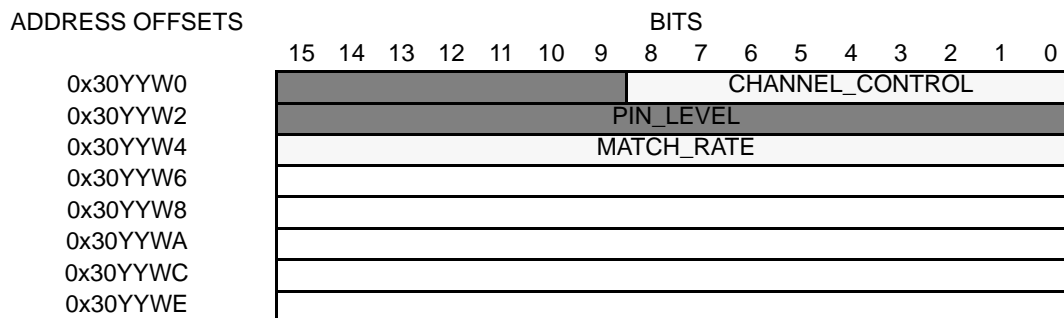 ADDRESS OFFSETS BITS
15 14 13 12 11 10 9 8 7 6 5 4 3 2 1 0
0x30YYW0 CHANNEL_CONTROL
0x30YYW2 PIN_LEVEL
0x30YYW4 MATCH_RATE
0x30YYW6
0x30YYW8
0x30YYWA
0x30YYWC
0x30YYWE